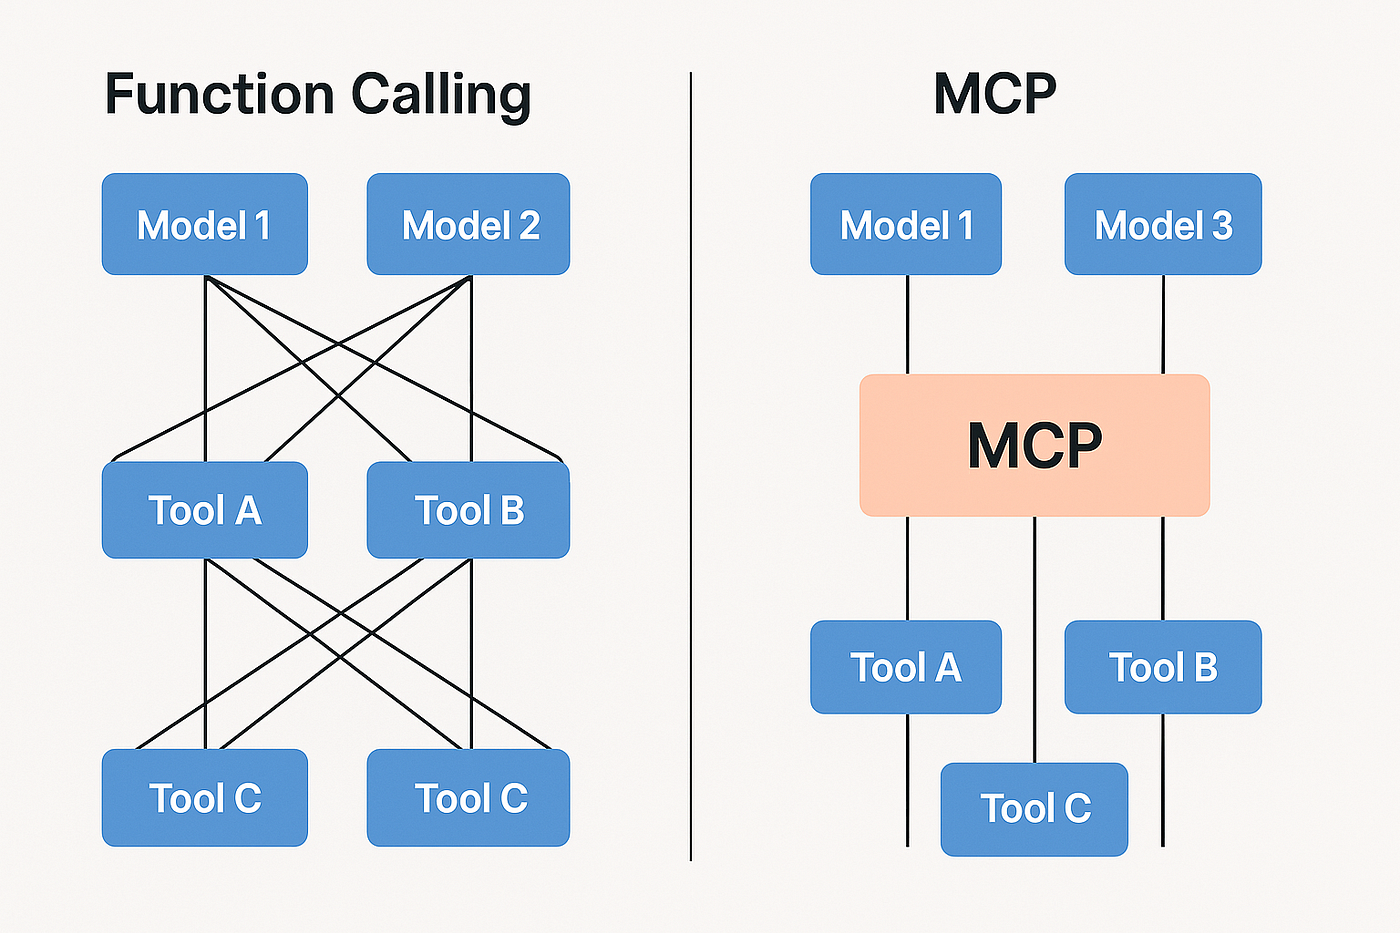 Function Calling
Model 1
Model 2
Tool A
Tool B
Tool C
Tool C
MCP
Model 1
Model 3
MCP
Tool A
Tool B
Tool C